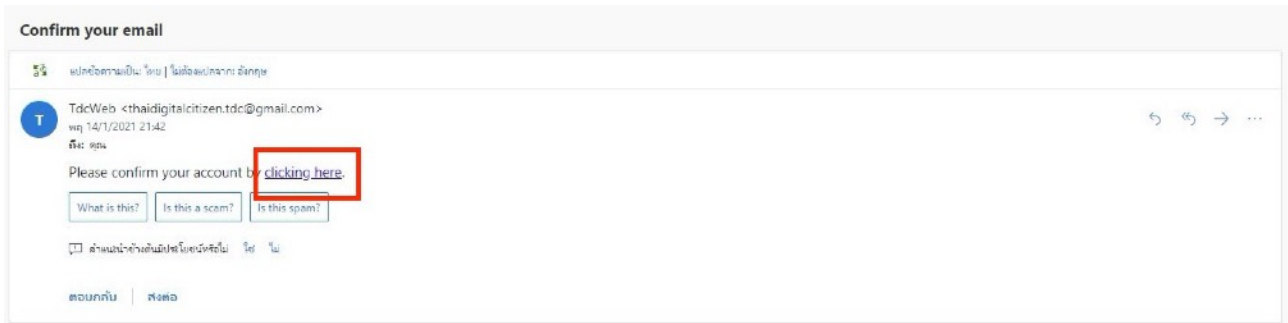 Confirm your email
แปลข้อความเป็น: ไทย | ไม่ต้องแปลจาก: อังกฤษ
T
TdcWeb <thaidigitalcitizen.tdc@gmail.com>
พฤ 14/1/2021 21:42
ถึง: คุณ
Please confirm your account by clicking here.
What is this? Is this a scam? Is this spam?
คำแนะนำข้างต้นมีประโยชน์หรือไม่ ใช่ ไม่
ตอบกลับ | ส่งต่อ